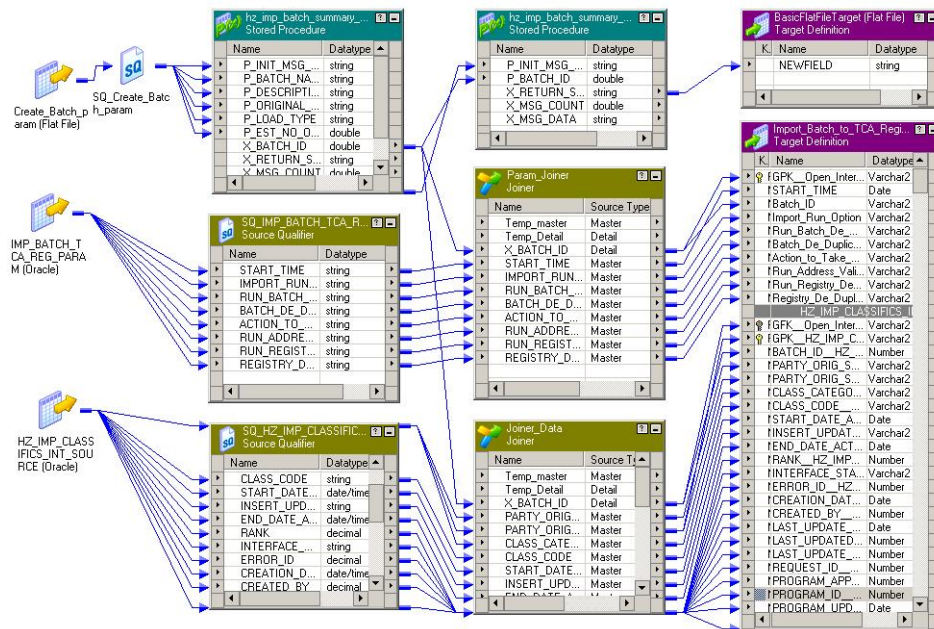 hz_imp_batch_summary_...
Stored Procedure
Name Datatype
P_INIT_MSG_... string
P_BATCH_NA... string
P_DESCRIPTI... string
P_ORIGINAL_... string
P_LOAD_TYPE string
P_EST_NO_O... double
X_BATCH_ID double
X_RETURN_S... string
X_MSG_COUNT double
hz_imp_batch_summary_...
Stored Procedure
Name Datatype
P_INIT_MSG_... string
P_BATCH_ID double
X_RETURN_S... string
X_MSG_COUNT double
X_MSG_DATA string
BasicFlatFileTarget (Flat File)
Target Definition
K. Name Datatype
NEWFIELD string
Create_Batch_p
aram (Flat File)
SQ
SQ_Create_Batc
h_param
IMP_BATCH_T
CA_REG_PARA
M (Oracle)
SQ_IMP_BATCH_TCA_R...
Source Qualifier
Name Datatype
START_TIME string
IMPORT_RUN... string
RUN_BATCH_... string
BATCH_DE_D... string
ACTION_TO_... string
RUN_ADDRE... string
RUN_REGIST... string
REGISTRY_D... string
Param_Joiner
Joiner
Name Source Type
Temp_master Master
Temp_Detail Detail
X_BATCH_ID Detail
START_TIME Master
IMPORT_RUN... Master
RUN_BATCH_... Master
BATCH_DE_D... Master
ACTION_TO_... Master
RUN_ADDRE... Master
RUN_REGIST... Master
REGISTRY_D... Master
Import_Batch_to_TCA_Regi...
Target Definition
K. Name Datatype
GPK__Open_Inter... Varchar2
START_TIME Date
Batch_ID Varchar2
Import_Run_Option Varchar2
Run_Batch_De_... Varchar2
Batch_De_Duplic... Varchar2
Action_to_Take_... Varchar2
Run_Address_Vali... Varchar2
Run_Registry_De... Varchar2
Registry_De_Dupl... Varchar2
HZ_IMP_CLASSIFICS_I
GFK__Open_Inter... Varchar2
GPK__HZ_IMP_C... Varchar2
BATCH_ID__HZ_... Number
PARTY_ORIG_S... Varchar2
PARTY_ORIG_S... Varchar2
CLASS_CATEGO... Varchar2
CLASS_CODE__... Varchar2
START_DATE_A... Date
INSERT_UPDAT... Varchar2
END_DATE_ACT... Date
RANK__HZ_IMP... Number
INTERFACE_STA... Varchar2
ERROR_ID__HZ... Number
CREATION_DAT... Date
CREATED_BY__... Number
LAST_UPDATE_... Date
LAST_UPDATED... Number
LAST_UPDATE_... Number
REQUEST_ID__... Number
PROGRAM_APP... Number
PROGRAM_ID__... Number
PROGRAM_UPD... Date
HZ_IMP_CLASSI
FICS_INT_SOU
RCE (Oracle)
SQ_HZ_IMP_CLASSIFIC...
Source Qualifier
Name Datatype
CLASS_CODE string
START_DATE... date/time
INSERT_UPD... string
END_DATE_A... date/time
RANK decimal
INTERFACE_... string
ERROR_ID decimal
CREATION_D... date/time
CREATED_BY decimal
Joiner_Data
Joiner
Name Source Ty
Temp_master Master
Temp_Detail Detail
X_BATCH_ID Detail
PARTY_ORIG... Master
PARTY_ORIG... Master
CLASS_CATE... Master
CLASS_CODE Master
START_DATE... Master
INSERT_UPD... Master
END_DATE_A... Master